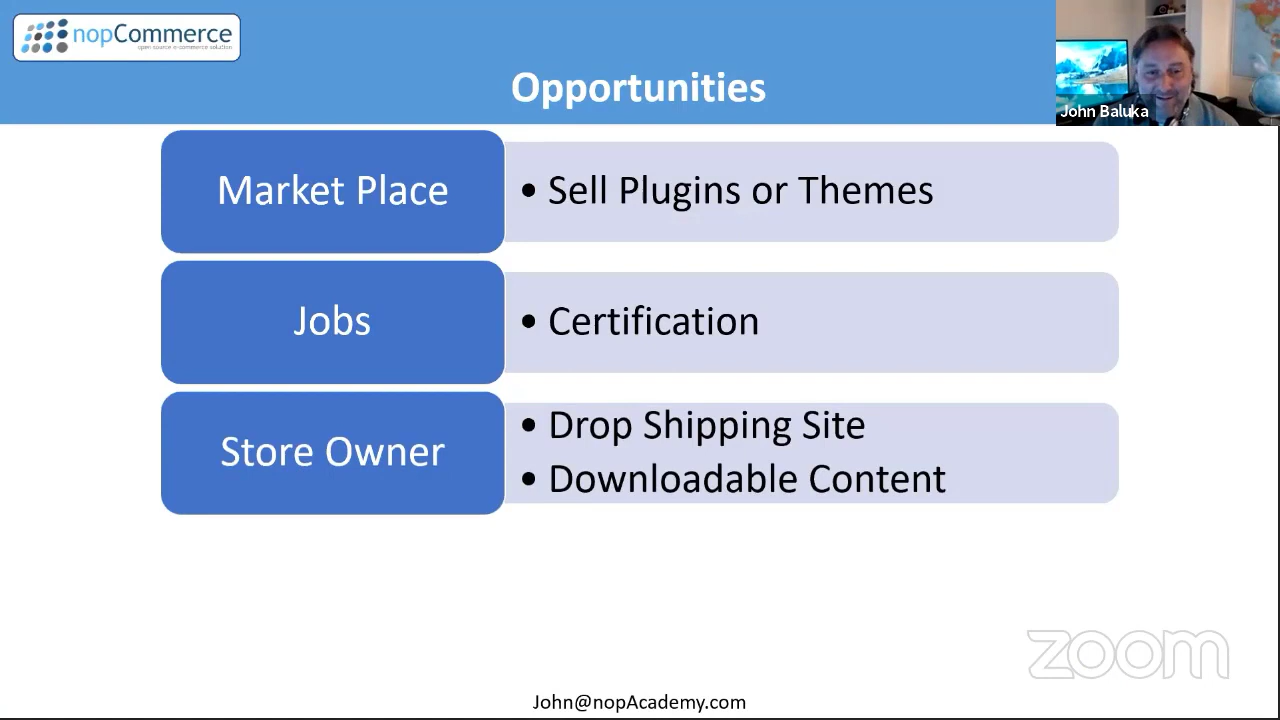 nopCommerce
open source e-commerce solution
Opportunities
John Baluka
Market Place
• Sell Plugins or Themes
Jobs
• Certification
Store Owner
• Drop Shipping Site
• Downloadable Content
zoom
John@nopAcademy.com